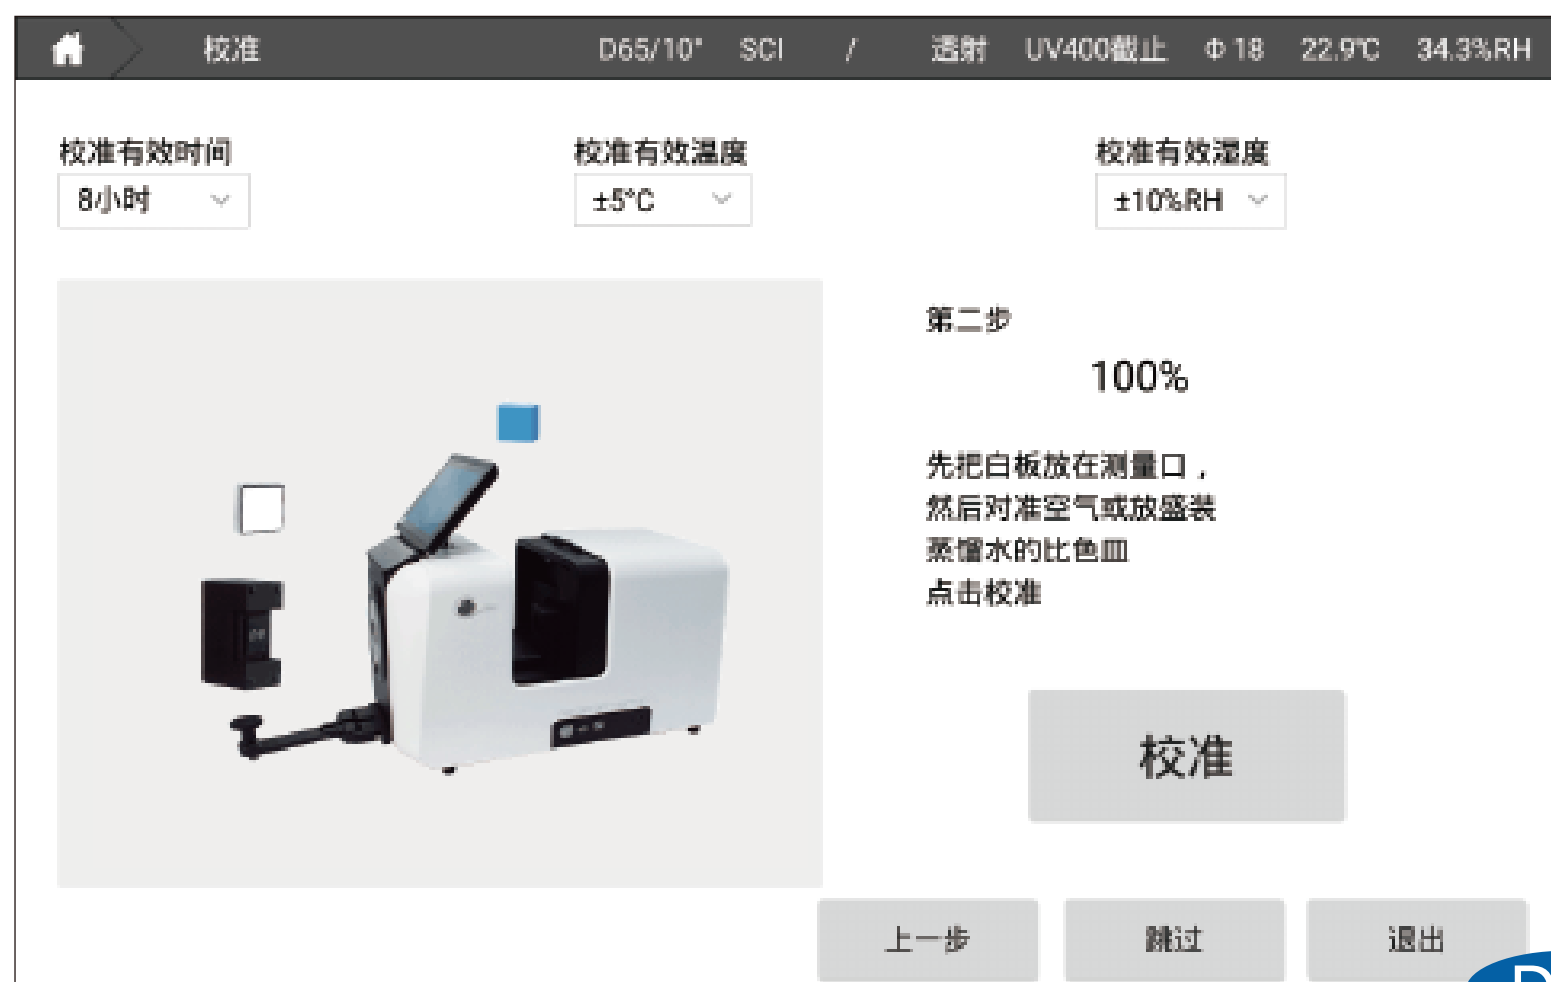 校准 D65/10° SCI / 透射 UV400截止 Φ 18 22.9℃ 34.3%RH
校准有效时间 校准有效温度 校准有效湿度
8小时 ±5°C ±10%RH
第二步
100%
先把白板放在测量口，
然后对准空气或放盛装
蒸馏水的比色皿
点击校准
校准
上一步 跳过 退出